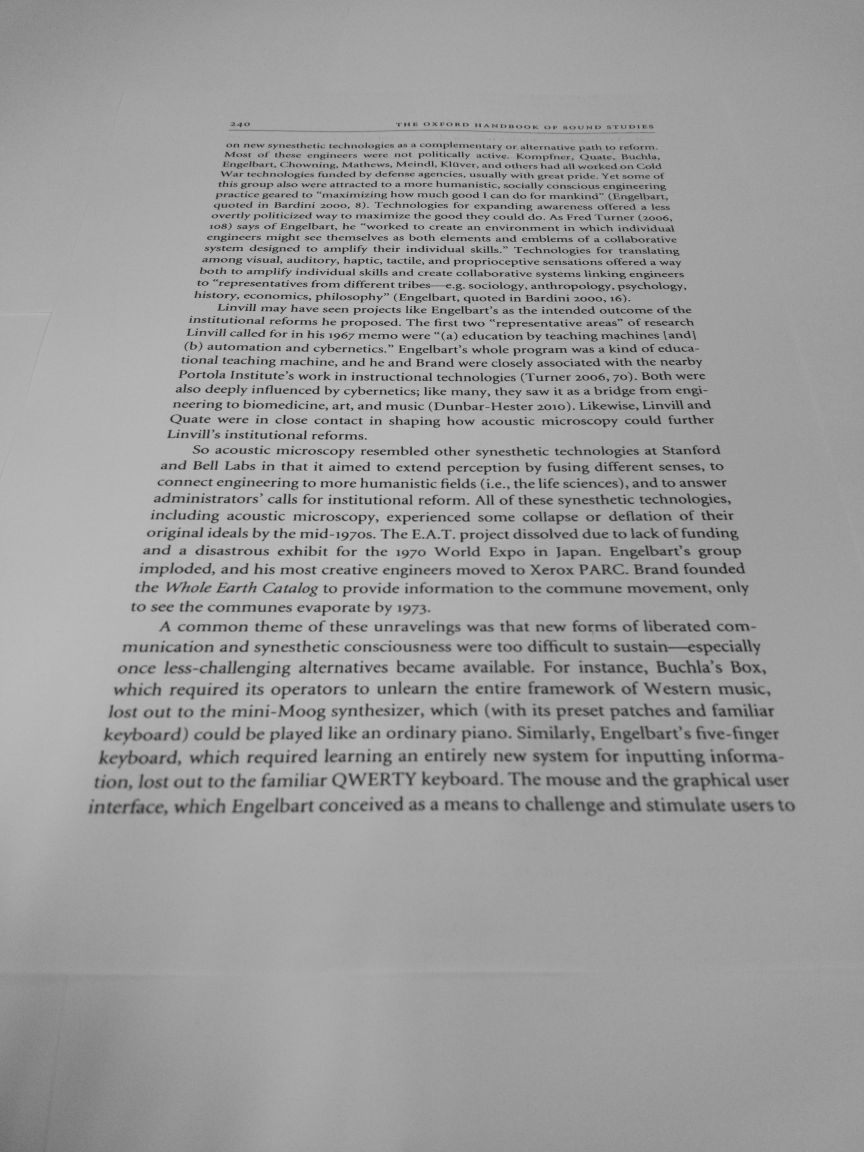 240 THE OXFORD HANDBOOK OF SOUND STUDIES
on new synesthetic technologies as a complementary or alternative path to reform.
Most of these engineers were not politically active. Kompfner, Quate, Buchla,
Engelbart, Chowning, Mathews, Meindl, Klüver, and others had all worked on Cold
War technologies funded by defense agencies, usually with great pride. Yet some of
this group also were attracted to a more humanistic, socially conscious engineering
practice geared to “maximizing how much good I can do for mankind” (Engelbart,
quoted in Bardini 2000, 8). Technologies for expanding awareness offered a less
overtly politicized way to maximize the good they could do. As Fred Turner (2006,
108) says of Engelbart, he “worked to create an environment in which individual
engineers might see themselves as both elements and emblems of a collaborative
system designed to amplify their individual skills.” Technologies for translating
among visual, auditory, haptic, tactile, and proprioceptive sensations offered a way
both to amplify individual skills and create collaborative systems linking engineers
to “representatives from different tribes—e.g. sociology, anthropology, psychology,
history, economics, philosophy” (Engelbart, quoted in Bardini 2000, 16).
Linvill may have seen projects like Engelbart’s as the intended outcome of the
institutional reforms he proposed. The first two “representative areas” of research
Linvill called for in his 1967 memo were “(a) education by teaching machines [and]
(b) automation and cybernetics.” Engelbart’s whole program was a kind of educa-
tional teaching machine, and he and Brand were closely associated with the nearby
Portola Institute’s work in instructional technologies (Turner 2006, 70). Both were
also deeply influenced by cybernetics; like many, they saw it as a bridge from engi-
neering to biomedicine, art, and music (Dunbar-Hester 2010). Likewise, Linvill and
Quate were in close contact in shaping how acoustic microscopy could further
Linvill’s institutional reforms.
So acoustic microscopy resembled other synesthetic technologies at Stanford
and Bell Labs in that it aimed to extend perception by fusing different senses, to
connect engineering to more humanistic fields (i.e., the life sciences), and to answer
administrators’ calls for institutional reform. All of these synesthetic technologies,
including acoustic microscopy, experienced some collapse or deflation of their
original ideals by the mid-1970s. The E.A.T. project dissolved due to lack of funding
and a disastrous exhibit for the 1970 World Expo in Japan. Engelbart’s group
imploded, and his most creative engineers moved to Xerox PARC. Brand founded
the Whole Earth Catalog to provide information to the commune movement, only
to see the communes evaporate by 1973.
A common theme of these unravelings was that new forms of liberated com-
munication and synesthetic consciousness were too difficult to sustain—especially
once less-challenging alternatives became available. For instance, Buchla’s Box,
which required its operators to unlearn the entire framework of Western music,
lost out to the mini-Moog synthesizer, which (with its preset patches and familiar
keyboard) could be played like an ordinary piano. Similarly, Engelbart’s five-finger
keyboard, which required learning an entirely new system for inputting informa-
tion, lost out to the familiar QWERTY keyboard. The mouse and the graphical user
interface, which Engelbart conceived as a means to challenge and stimulate users to